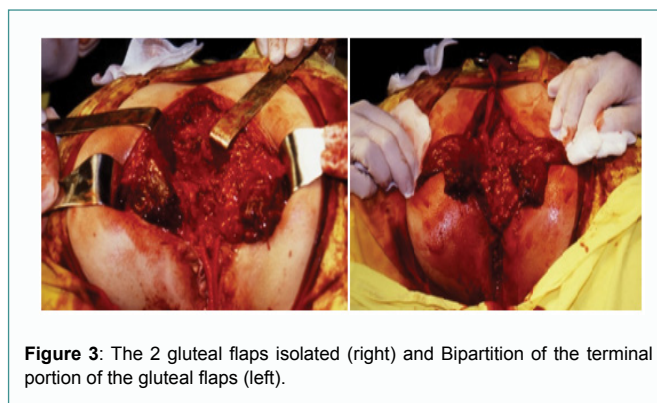 Figure 3: The 2 gluteal flaps isolated (right) and Bipartition of the terminal
portion of the gluteal flaps (left).